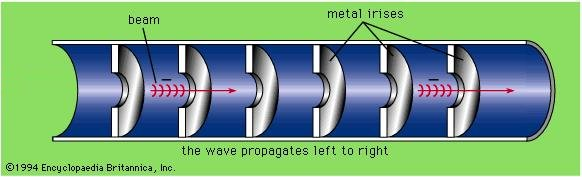 beam
metal irises
−
−
the wave propagates left to right
©1994 Encyclopaedia Britannica, Inc.